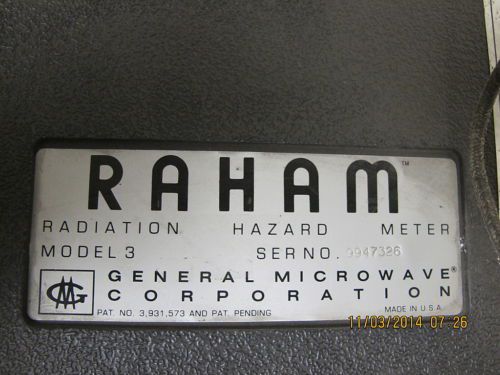 RAHAM™
RADIATION HAZARD METER
MODEL 3 SER NO. 9947326
GENERAL MICROWAVE®
CORPORATION
PAT. NO. 3,931,573 AND PAT. PENDING
MADE IN U.S.A.
11/03/2014 07:26